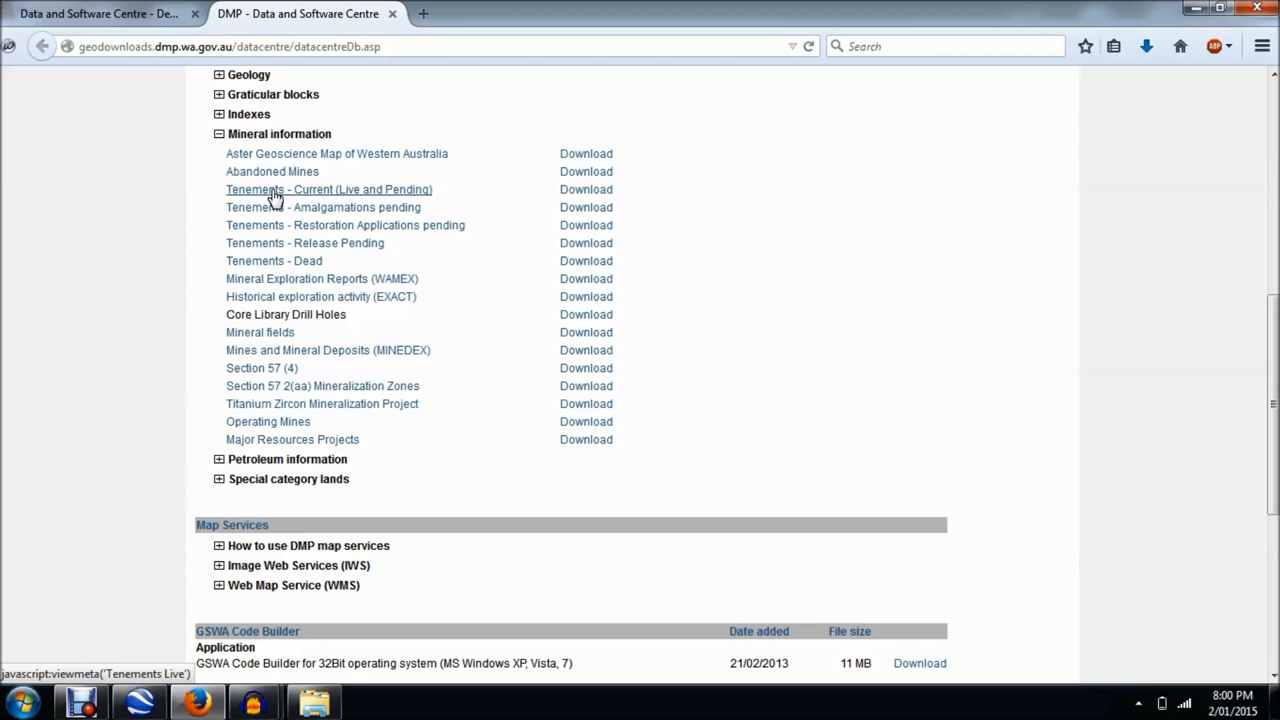 Data and Software Centre - De...
DMP - Data and Software Centre
geodownloads.dmp.wa.gov.au/datacentre/datacentreDb.asp
Search
ABP
Geology
Graticular blocks
Indexes
Mineral information
Aster Geoscience Map of Western Australia Download
Abandoned Mines Download
Tenements - Current (Live and Pending) Download
Tenements - Amalgamations pending Download
Tenements - Restoration Applications pending Download
Tenements - Release Pending Download
Tenements - Dead Download
Mineral Exploration Reports (WAMEX) Download
Historical exploration activity (EXACT) Download
Core Library Drill Holes Download
Mineral fields Download
Mines and Mineral Deposits (MINEDEX) Download
Section 57 (4) Download
Section 57 2(aa) Mineralization Zones Download
Titanium Zircon Mineralization Project Download
Operating Mines Download
Major Resources Projects Download
Petroleum information
Special category lands
Map Services
How to use DMP map services
Image Web Services (IWS)
Web Map Service (WMS)
GSWA Code Builder Date added File size
Application
GSWA Code Builder for 32Bit operating system (MS Windows XP, Vista, 7) 21/02/2013 11 MB Download
javascript:viewmeta('Tenements Live')
8:00 PM
2/01/2015